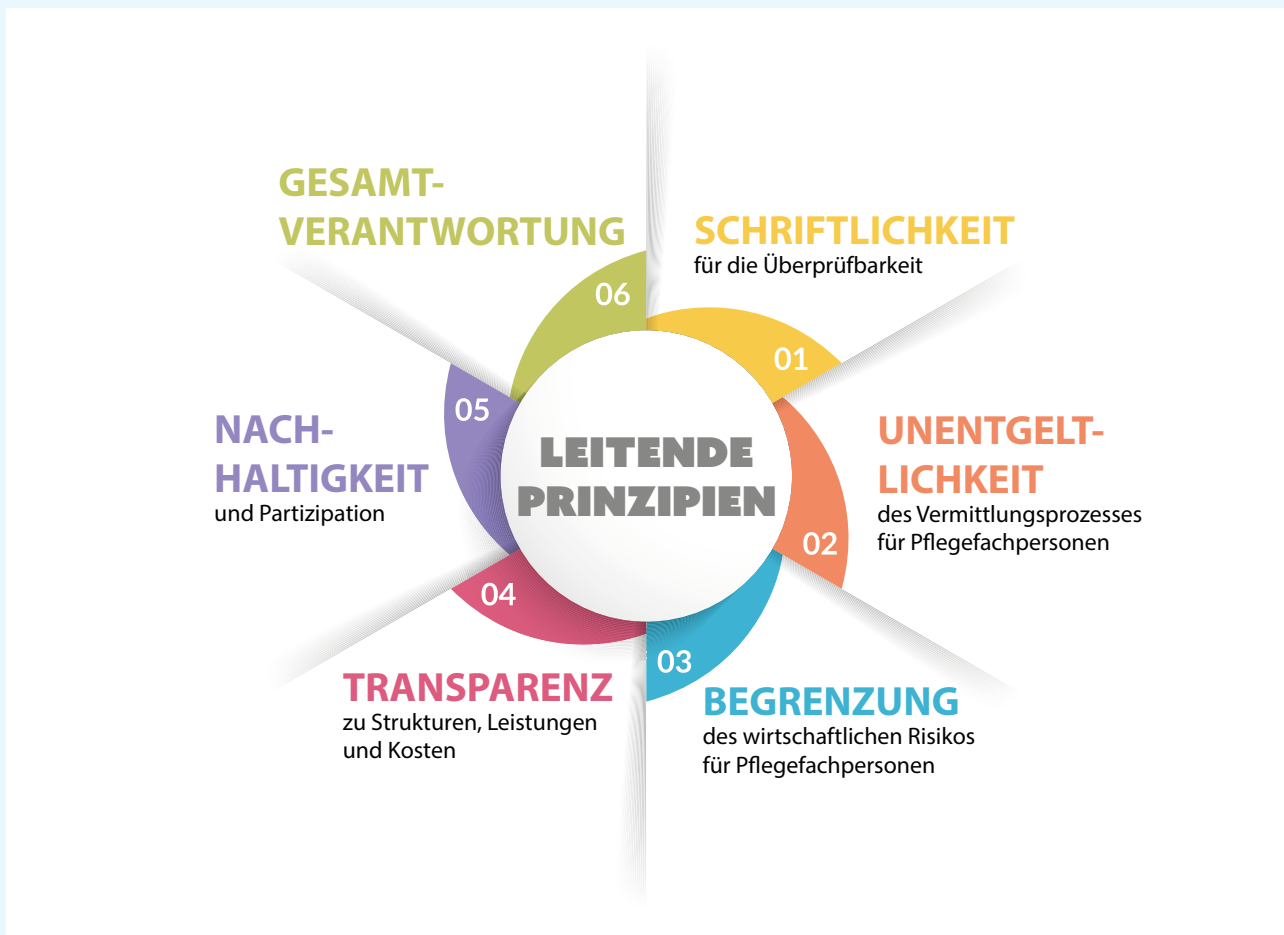 LEITENDE
PRINZIPIEN
01
SCHRIFTLICHKEIT
für die Überprüfbarkeit
02
UNENTGELT-
LICHKEIT
des Vermittlungsprozesses
für Pflegefachpersonen
03
BEGRENZUNG
des wirtschaftlichen Risikos
für Pflegefachpersonen
04
TRANSPARENZ
zu Strukturen, Leistungen
und Kosten
05
NACH-
HALTIGKEIT
und Partizipation
06
GESAMT-
VERANTWORTUNG